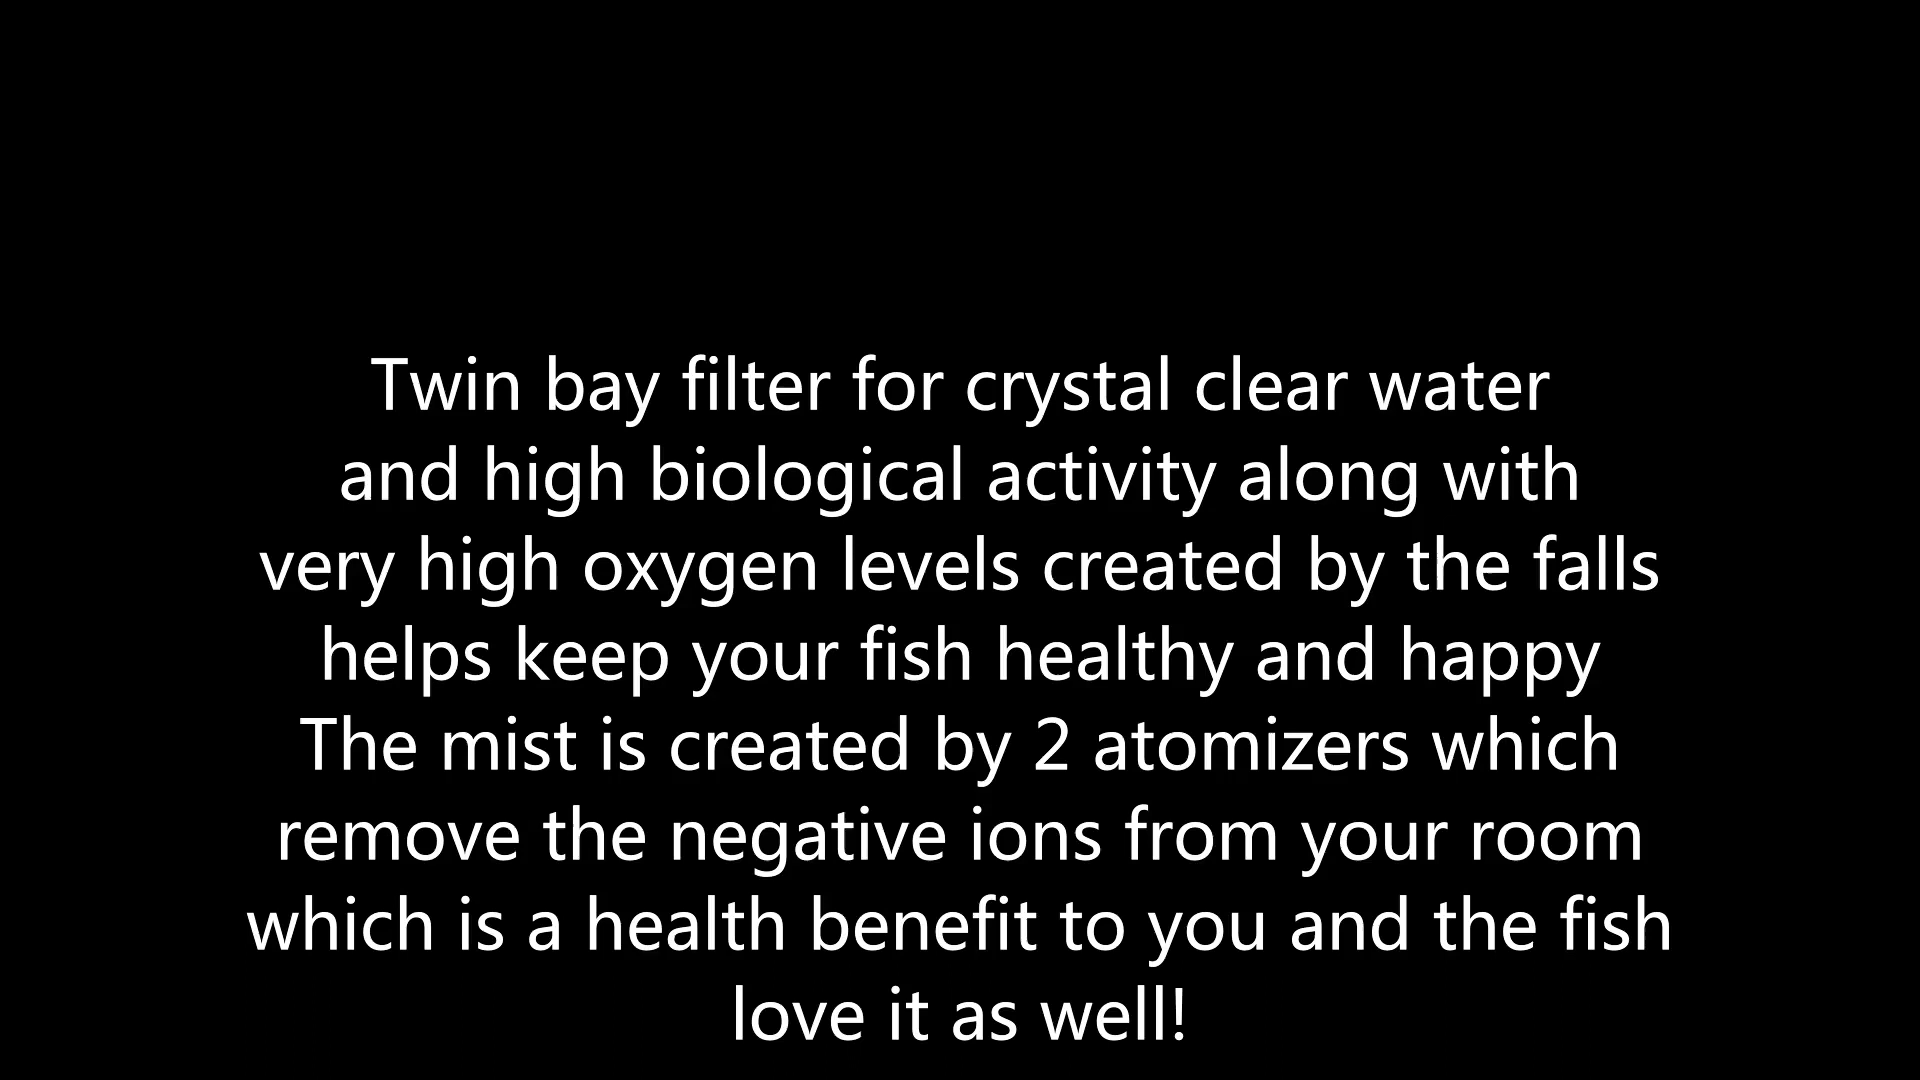 Twin bay filter for crystal clear water
and high biological activity along with
very high oxygen levels created by the falls
helps keep your fish healthy and happy
The mist is created by 2 atomizers which
remove the negative ions from your room
which is a health benefit to you and the fish
love it as well!